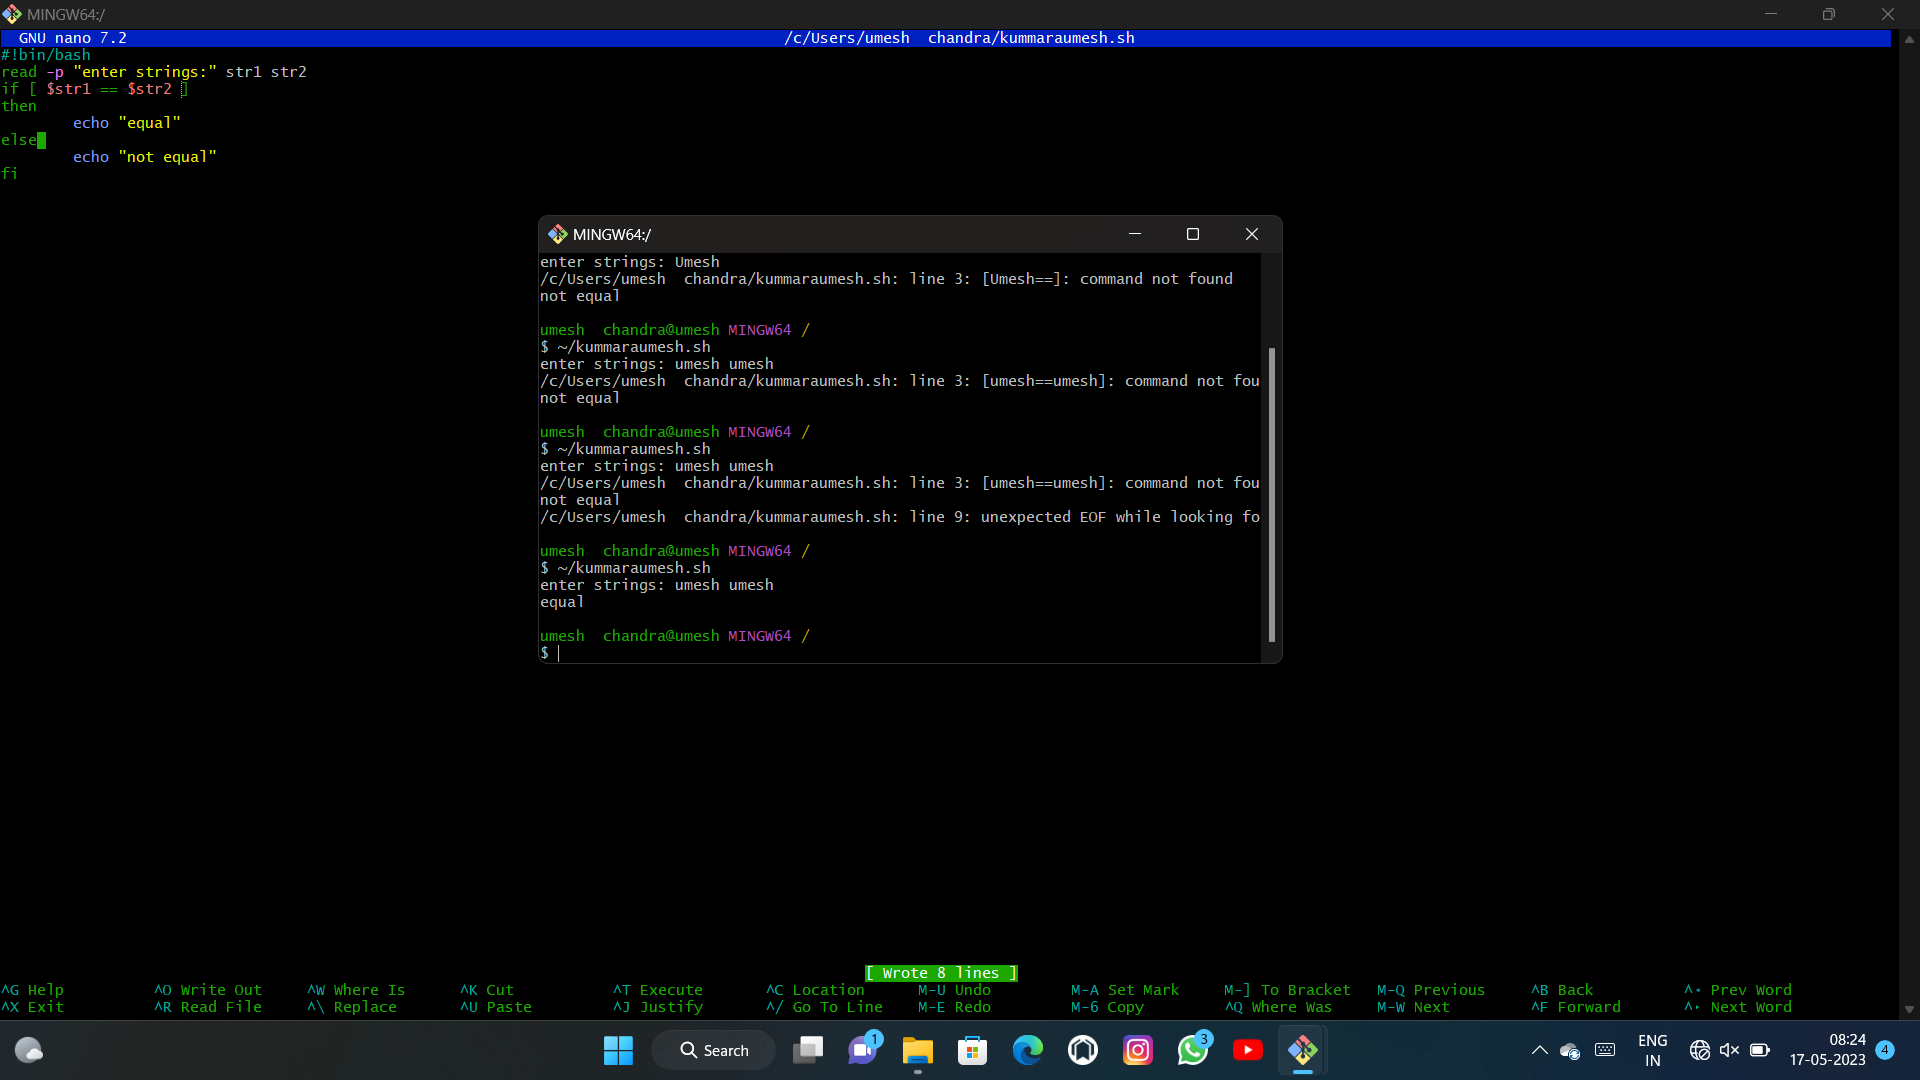 MINGW64:/
GNU nano 7.2 /c/Users/umesh  chandra/kummaraumesh.sh
#!bin/bash
read -p "enter strings:" str1 str2
if [ $str1 == $str2 ]
then
echo "equal"
else
echo "not equal"
fi
MINGW64:/
enter strings: Umesh
/c/Users/umesh  chandra/kummaraumesh.sh: line 3: [Umesh==]: command not found
not equal
umesh  chandra@umesh MINGW64 /
$ ~/kummaraumesh.sh
enter strings: umesh umesh
/c/Users/umesh  chandra/kummaraumesh.sh: line 3: [umesh==umesh]: command not fou
not equal
umesh  chandra@umesh MINGW64 /
$ ~/kummaraumesh.sh
enter strings: umesh umesh
/c/Users/umesh  chandra/kummaraumesh.sh: line 3: [umesh==umesh]: command not fou
not equal
/c/Users/umesh  chandra/kummaraumesh.sh: line 9: unexpected EOF while looking fo
umesh  chandra@umesh MINGW64 /
$ ~/kummaraumesh.sh
enter strings: umesh umesh
equal
umesh  chandra@umesh MINGW64 /
$
[ Wrote 8 lines ]
^G Help ^O Write Out ^W Where Is ^K Cut ^T Execute ^C Location M-U Undo M-A Set Mark M-] To Bracket M-Q Previous ^B Back ^◂ Prev Word
^X Exit ^R Read File ^\ Replace ^U Paste ^J Justify ^/ Go To Line M-E Redo M-6 Copy ^Q Where Was M-W Next ^F Forward ^▸ Next Word
Search 1 3 ENG IN 08:24 17-05-2023 4